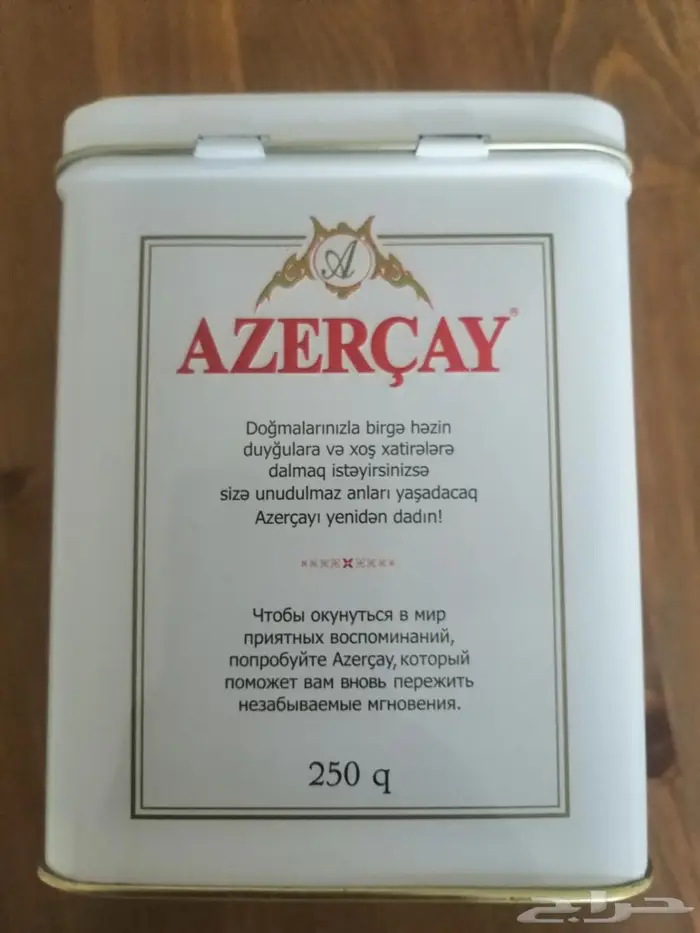 A
AZERÇAY®
Doğmalarınızla birgə həzin
duyğulara və xoş xatirələrə
dalmaq istəyirsinizsə
sizə unudulmaz anları yaşadacaq
Azerçayı yenidən dadın!
Чтобы окунуться в мир
приятных воспоминаний,
попробуйте Azerçay, который
поможет вам вновь пережить
незабываемые мгновения.
250 q
حراج